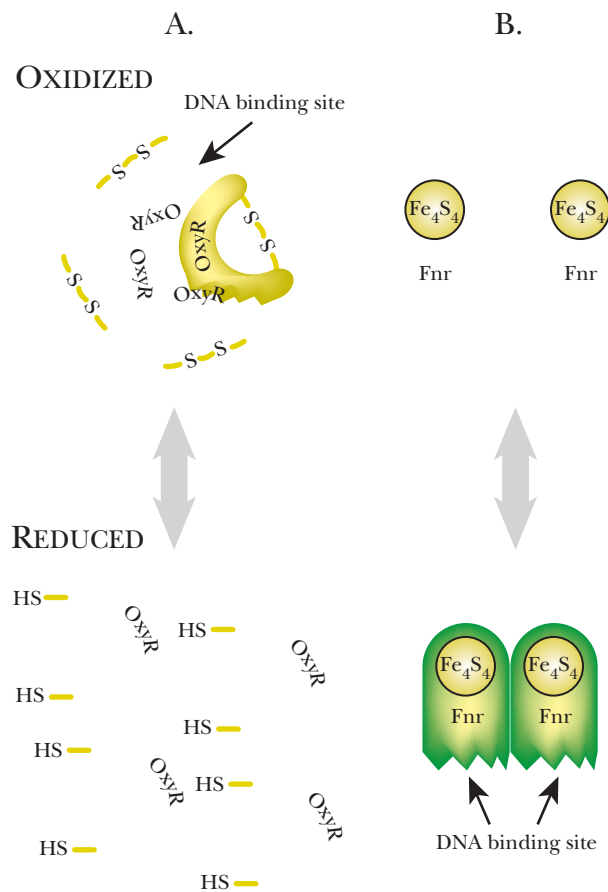 A.
B.
OXIDIZED
DNA binding site
S S
OxyR
OxyR
OxyR
OxyR
S S
S S
S S
Fe₄S₄
Fe₄S₄
Fnr
Fnr
REDUCED
HS
OxyR
HS
OxyR
HS
HS
HS
OxyR
HS
OxyR
HS
HS
Fe₄S₄
Fe₄S₄
Fnr
Fnr
DNA binding site